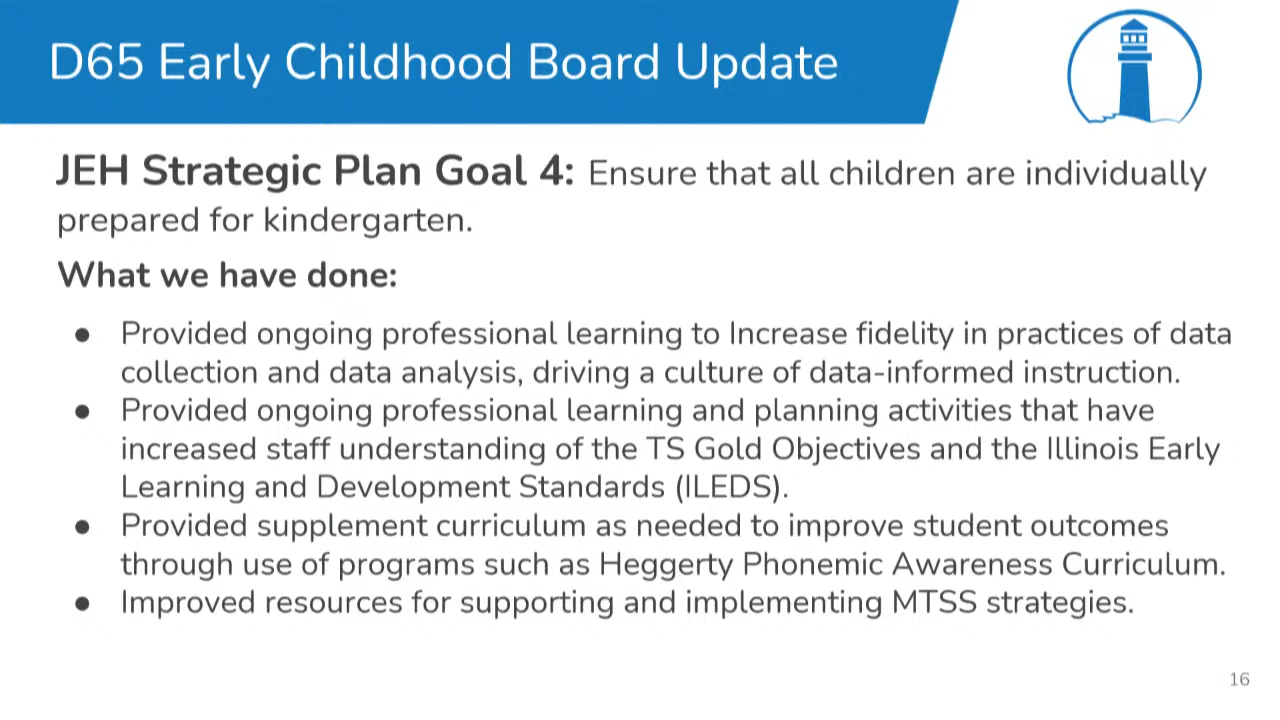 D65 Early Childhood Board Update
JEH Strategic Plan Goal 4: Ensure that all children are individually
prepared for kindergarten.
What we have done:
● Provided ongoing professional learning to Increase fidelity in practices of data
collection and data analysis, driving a culture of data-informed instruction.
● Provided ongoing professional learning and planning activities that have
increased staff understanding of the TS Gold Objectives and the Illinois Early
Learning and Development Standards (ILEDS).
● Provided supplement curriculum as needed to improve student outcomes
through use of programs such as Heggerty Phonemic Awareness Curriculum.
● Improved resources for supporting and implementing MTSS strategies.
16